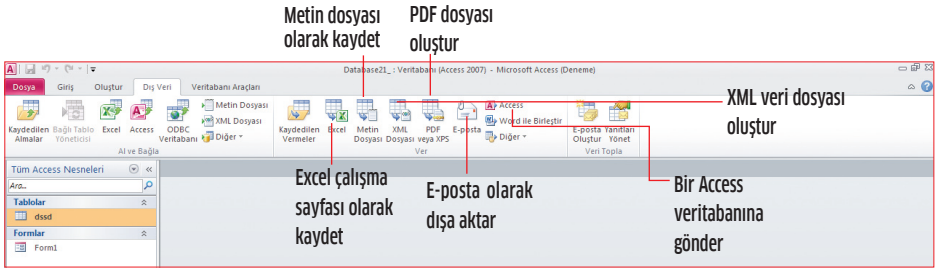 Metin dosyası
olarak kaydet
PDF dosyası
oluştur
Database21_ : Veritabanı (Access 2007) - Microsoft Access (Deneme)
Dosya Giriş Oluştur Dış Veri Veritabanı Araçları
Kaydedilen Almalar
Bağlı Tablo Yöneticisi
Excel
Access
ODBC Veritabanı
Metin Dosyası
XML Dosyası
Diğer
Al ve Bağla
Kaydedilen Vermeler
Excel
Metin Dosyası
XML Dosyası
PDF veya XPS
E-posta
Access
Word ile Birleştir
Diğer
Ver
E-posta Oluştur
Yanıtları Yönet
Veri Topla
XML veri dosyası
oluştur
Tüm Access Nesneleri
Ara...
Tablolar
dssd
Formlar
Form1
Excel çalışma
sayfası olarak
kaydet
E-posta olarak
dışa aktar
Bir Access
veritabanına
gönder